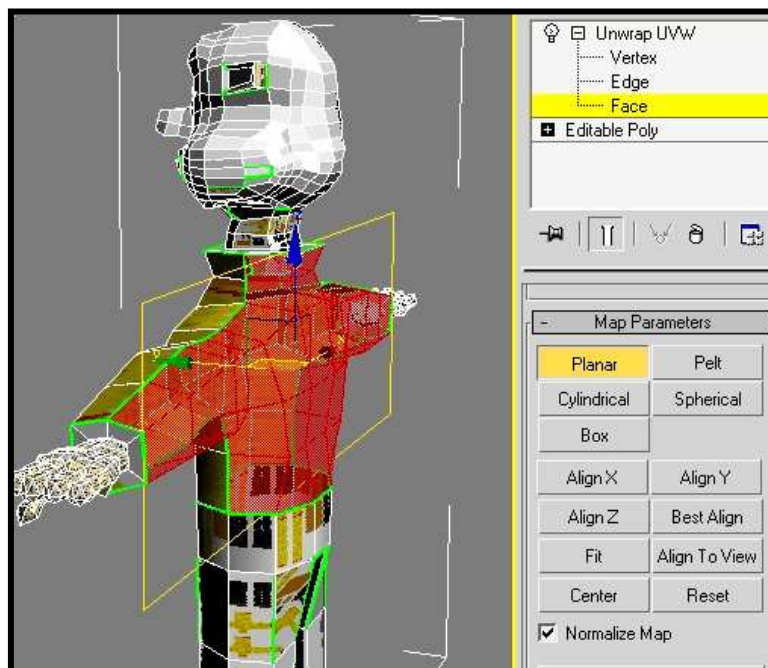 Unwrap UVW
Vertex
Edge
Face
Editable Poly
- Map Parameters
Planar Pelt
Cylindrical Spherical
Box
Align X Align Y
Align Z Best Align
Fit Align To View
Center Reset
Normalize Map